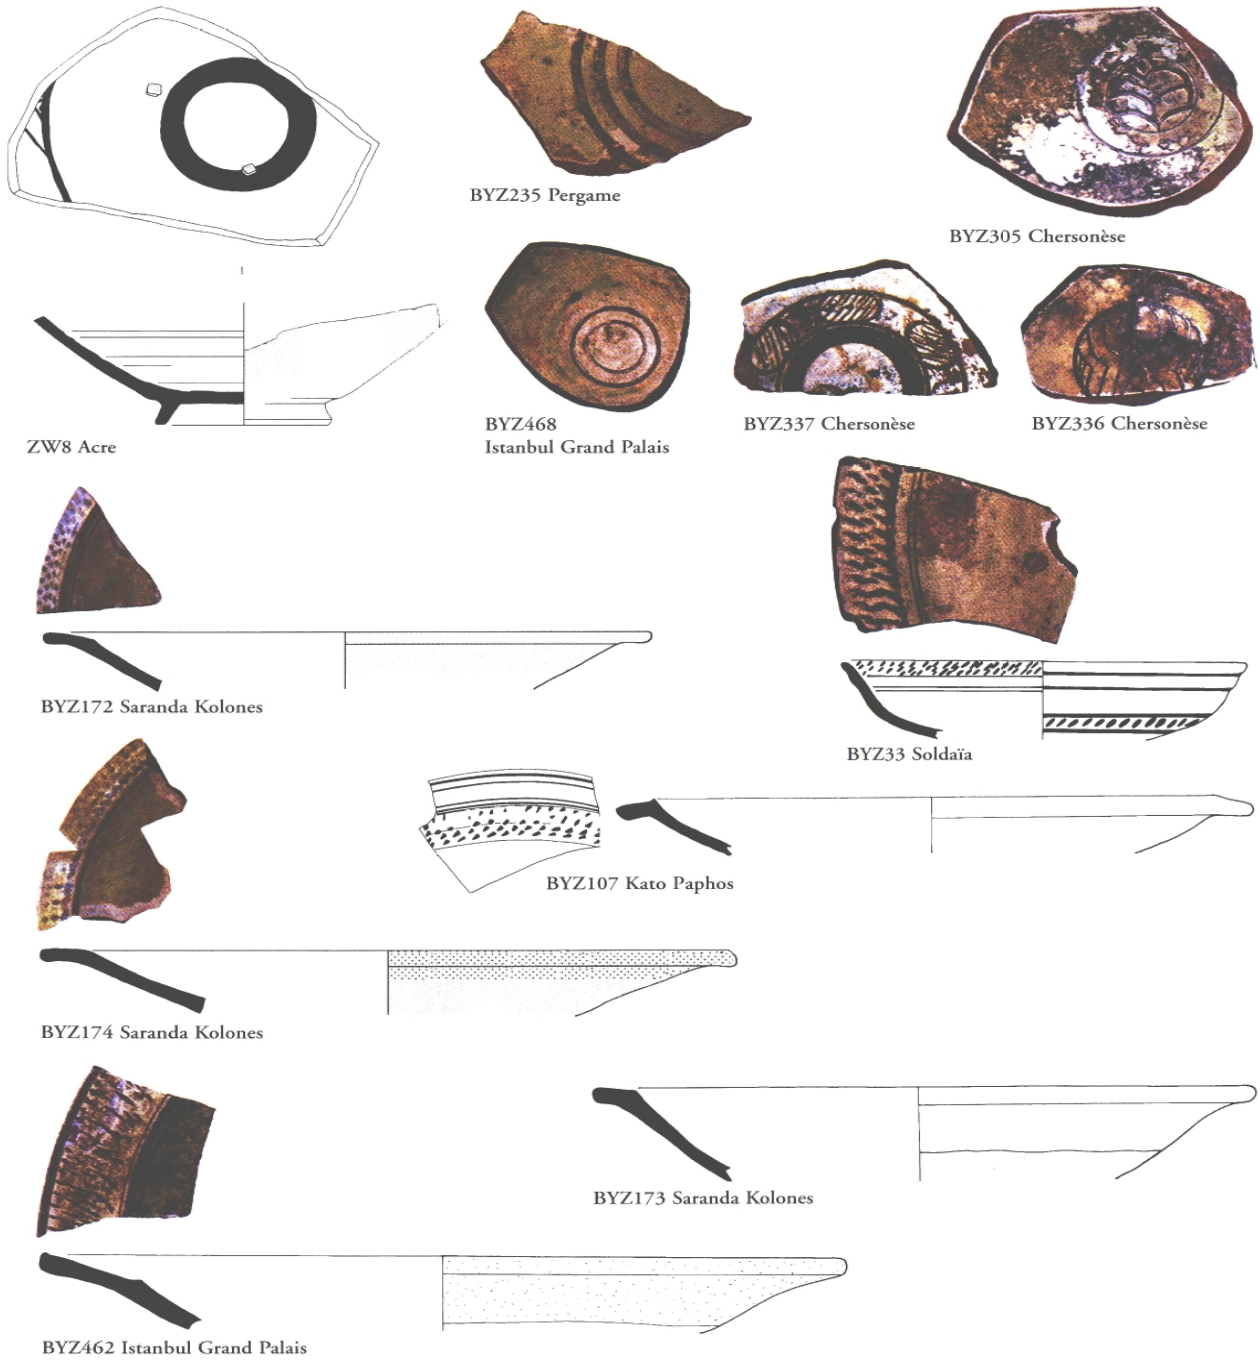 BYZ235 Pergame
BYZ305 Chersonèse
ZW8 Acre
BYZ468
Istanbul Grand Palais
BYZ337 Chersonèse
BYZ336 Chersonèse
BYZ172 Saranda Kolones
BYZ33 Soldaïa
BYZ107 Kato Paphos
BYZ174 Saranda Kolones
BYZ173 Saranda Kolones
BYZ462 Istanbul Grand Palais